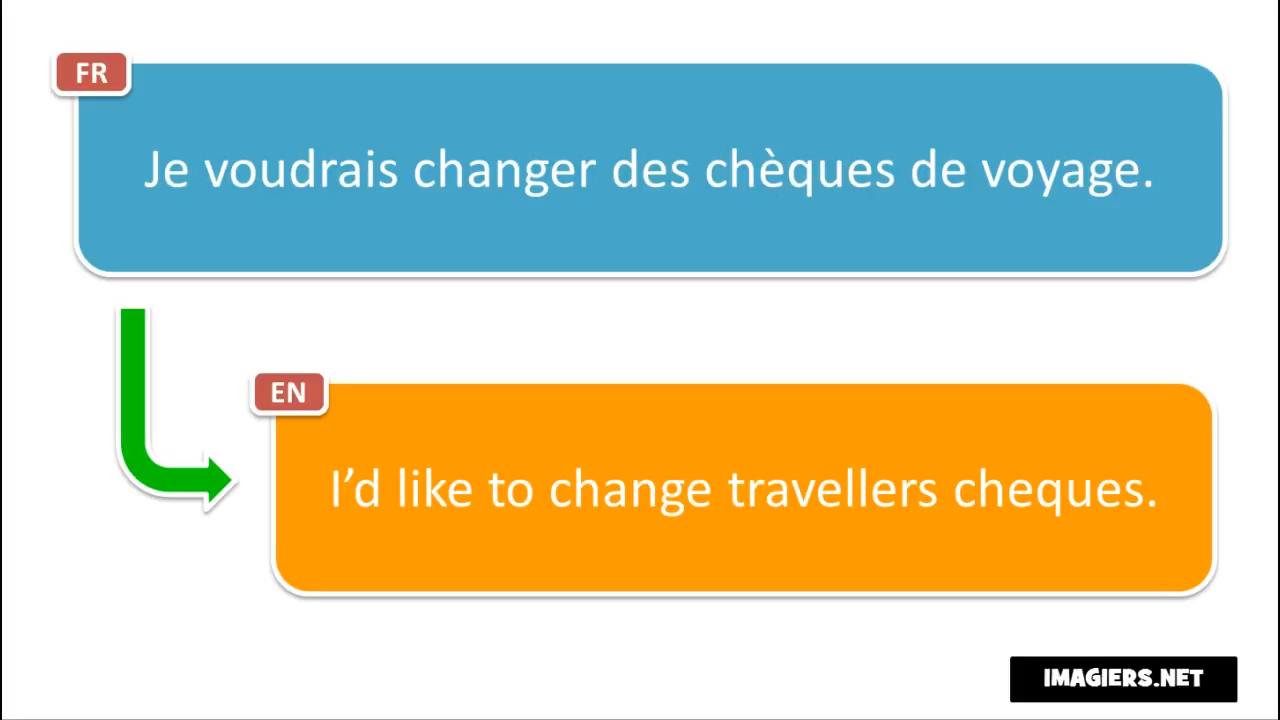 FR
Je voudrais changer des chèques de voyage.
EN
I’d like to change travellers cheques.
IMAGIERS.NET